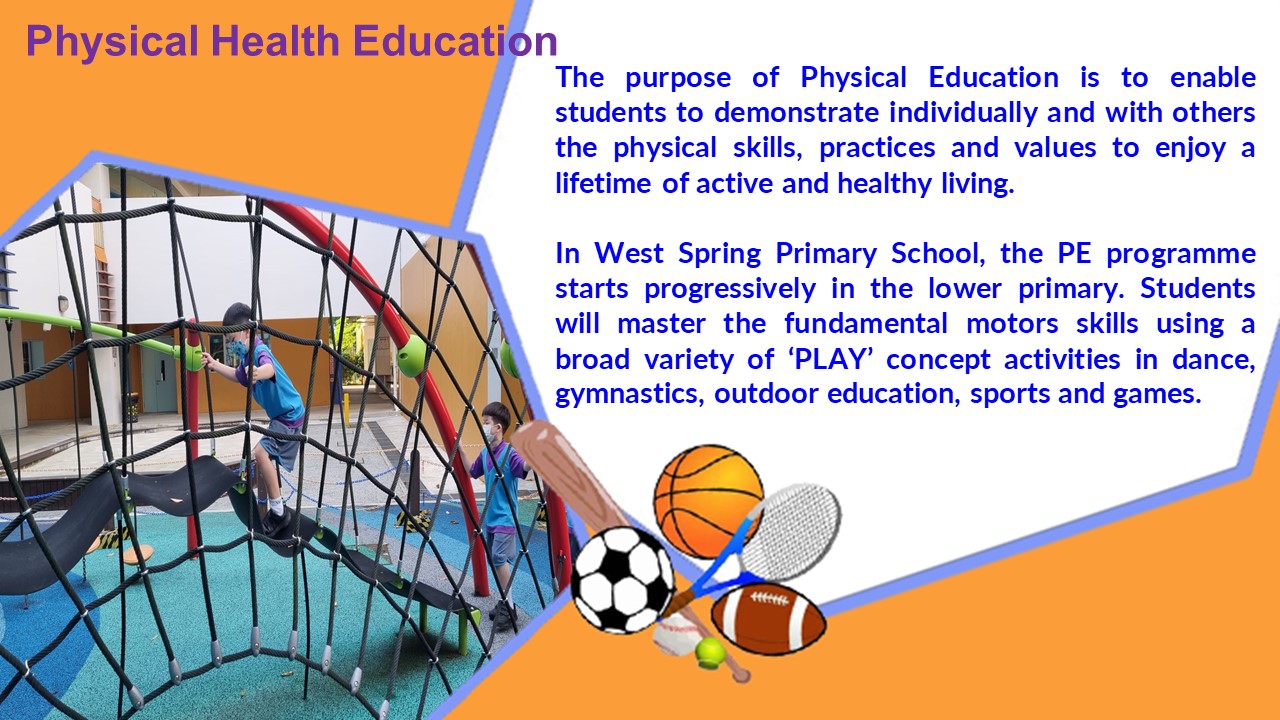 Physical Health Education
The purpose of Physical Education is to enable
students to demonstrate individually and with others
the physical skills, practices and values to enjoy a
lifetime of active and healthy living.
In West Spring Primary School, the PE programme
starts progressively in the lower primary. Students
will master the fundamental motors skills using a
broad variety of ‘PLAY’ concept activities in dance,
gymnastics, outdoor education, sports and games.